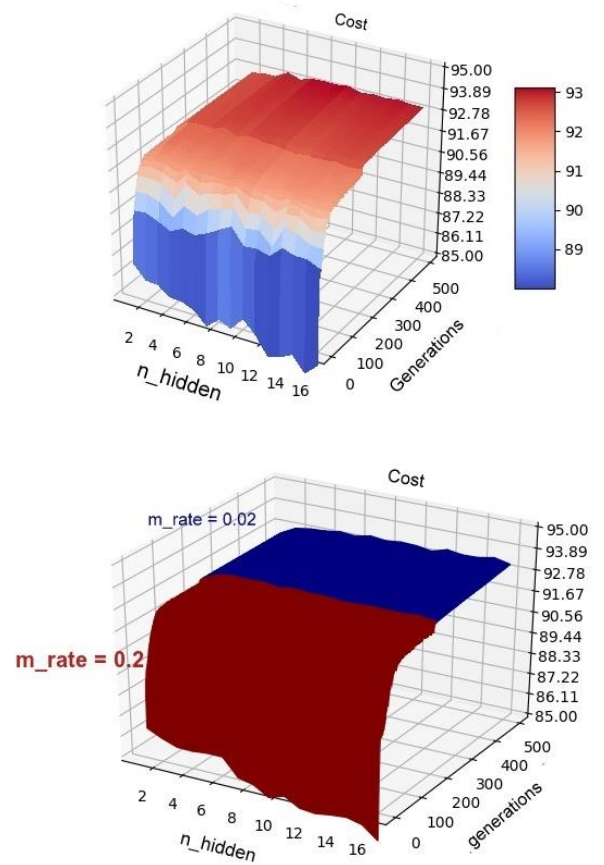 Cost
95.00
93.89
92.78
91.67
90.56
89.44
88.33
87.22
86.11
85.00
93
92
91
90
89
2 4 6 8 10 12 14 16
n_hidden
0 100 200 300 400 500
Generations
Cost
m_rate = 0.02
m_rate = 0.2
95.00
93.89
92.78
91.67
90.56
89.44
88.33
87.22
86.11
85.00
2 4 6 8 10 12 14 16
n_hidden
0 100 200 300 400 500
generations